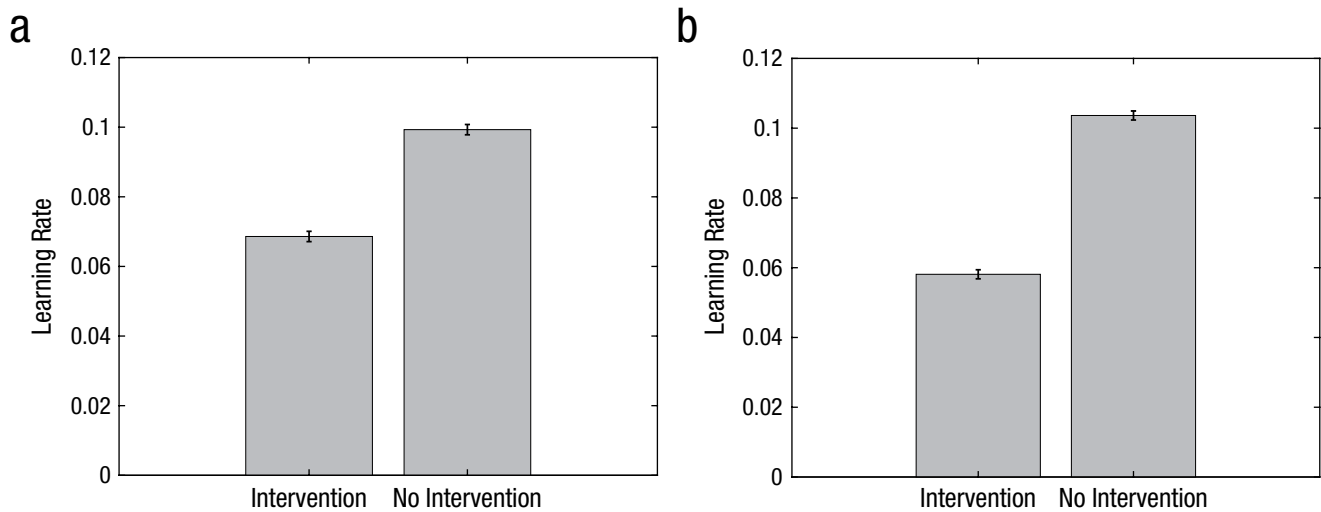 a
0.12
0.1
0.08
0.06
0.04
0.02
0
Learning Rate
Intervention No Intervention
b
0.12
0.1
0.08
0.06
0.04
0.02
0
Learning Rate
Intervention No Intervention